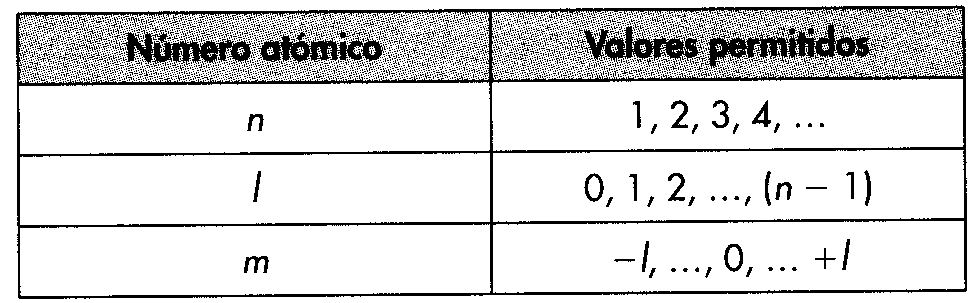 Número atómico Valores permitidos
n 1, 2, 3, 4, ...
l 0, 1, 2, ..., (n − 1)
m −l, ..., 0, ... +l